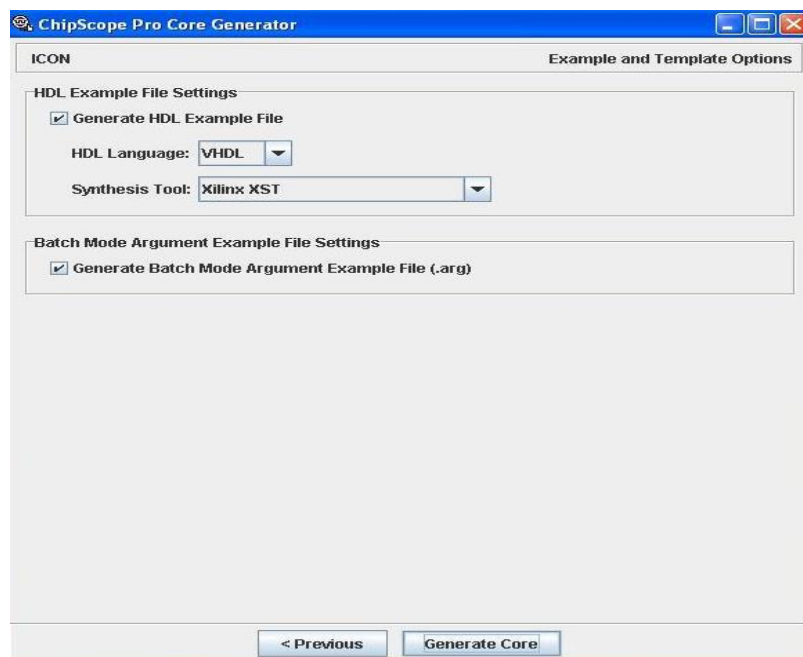 ChipScope Pro Core Generator
ICON Example and Template Options
HDL Example File Settings
Generate HDL Example File
HDL Language: VHDL
Synthesis Tool: Xilinx XST
Batch Mode Argument Example File Settings
Generate Batch Mode Argument Example File (.arg)
< Previous Generate Core